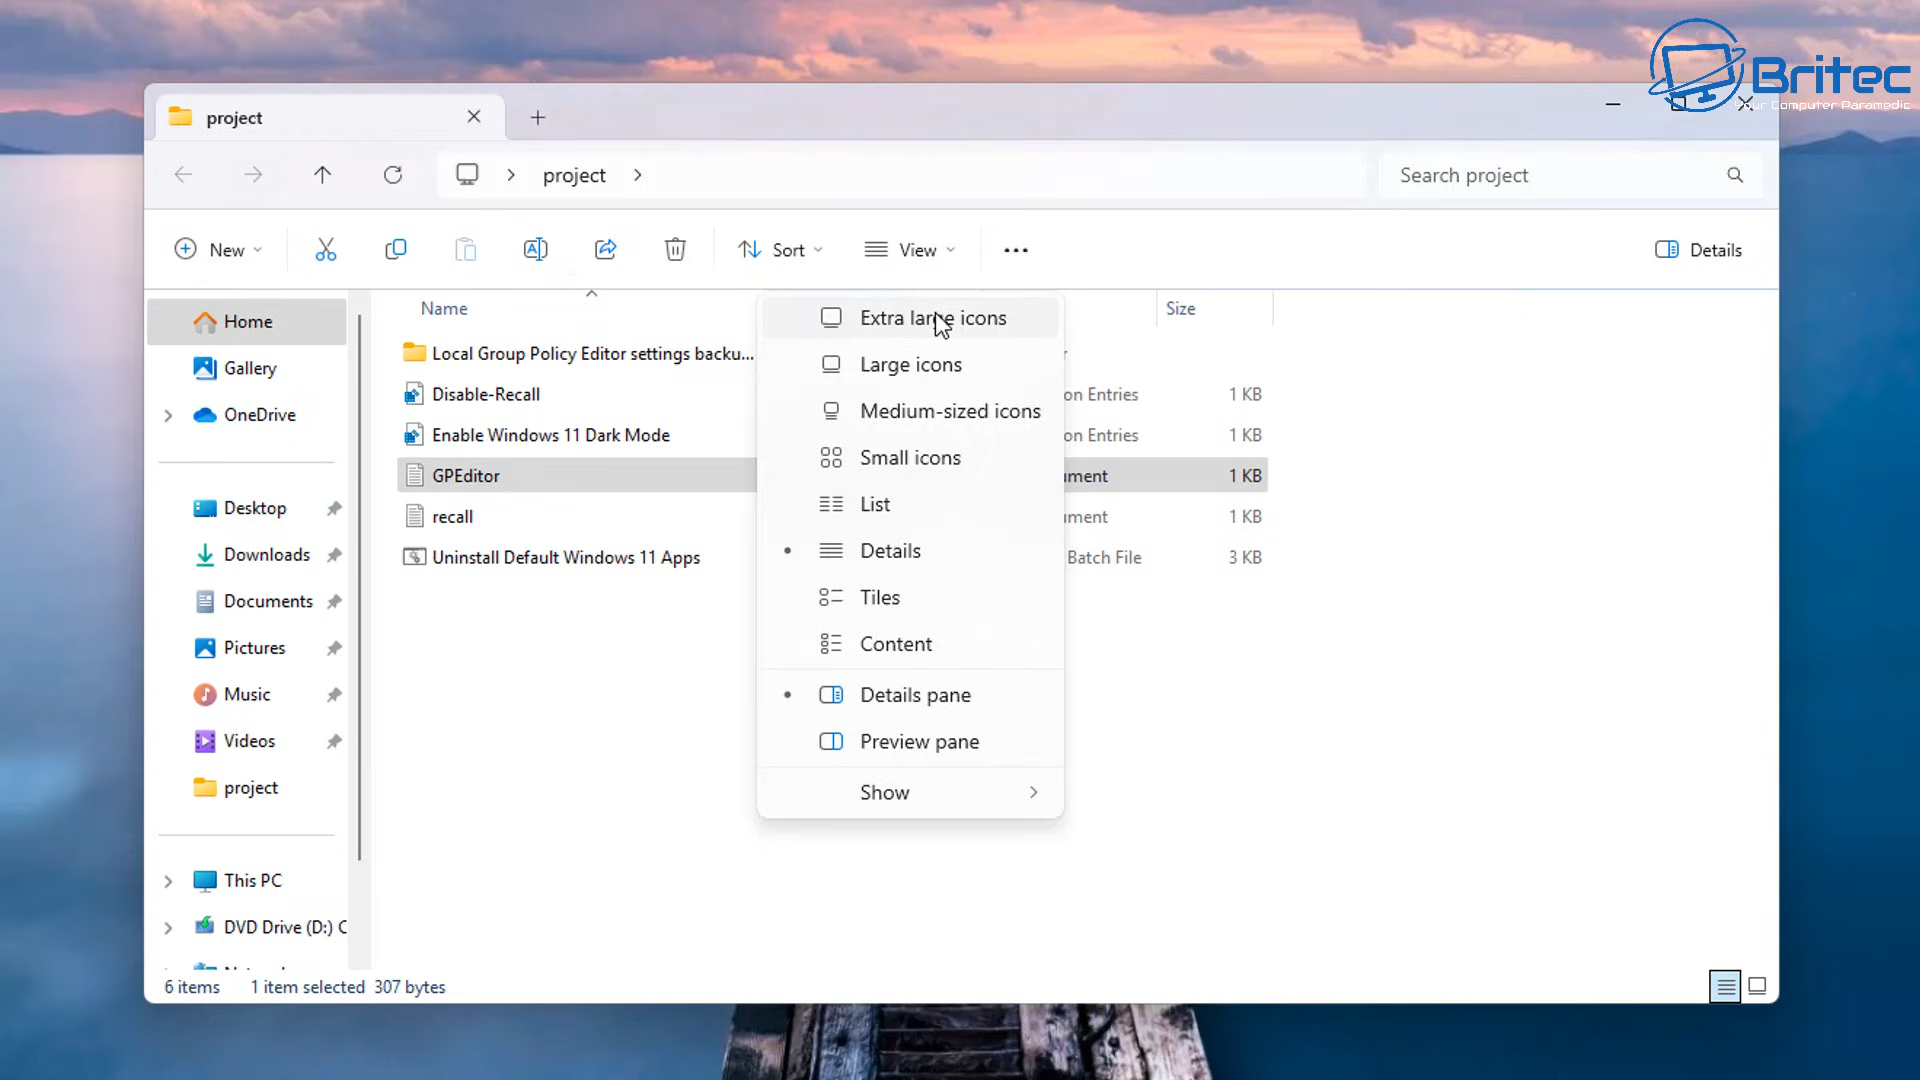 Britec
Your Computer Paramedic
project
project
Search project
New
Sort
View
Details
Name
Size
Home
Gallery
OneDrive
Desktop
Downloads
Documents
Pictures
Music
Videos
project
This PC
DVD Drive (D:) C
Local Group Policy Editor settings backu...
Disable-Recall
on Entries
1 KB
Enable Windows 11 Dark Mode
on Entries
1 KB
GPEditor
ument
1 KB
recall
ument
1 KB
Uninstall Default Windows 11 Apps
Batch File
3 KB
Extra large icons
Large icons
Medium-sized icons
Small icons
List
Details
Tiles
Content
Details pane
Preview pane
Show
6 items
1 item selected 307 bytes